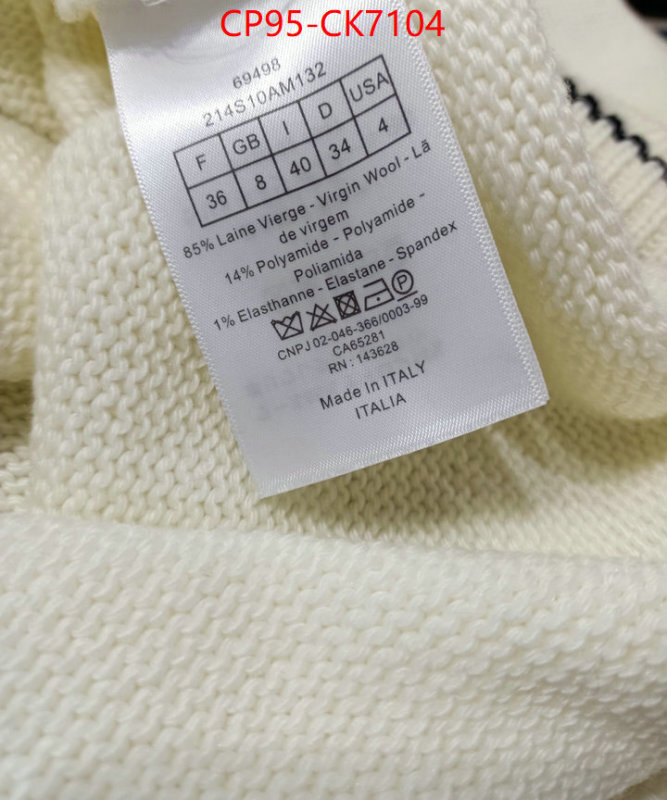 CP95-CK7104
69498
214S10AM132
F GB I D USA
36 8 40 34 4
85% Laine Vierge - Virgin Wool - Lã
de virgem
14% Polyamide - Polyamide -
Poliamida
1% Elasthanne - Elastane - Spandex
CNPJ 02-046-366/0003-99
CA65281
RN : 143628
Made In ITALY
ITALIA